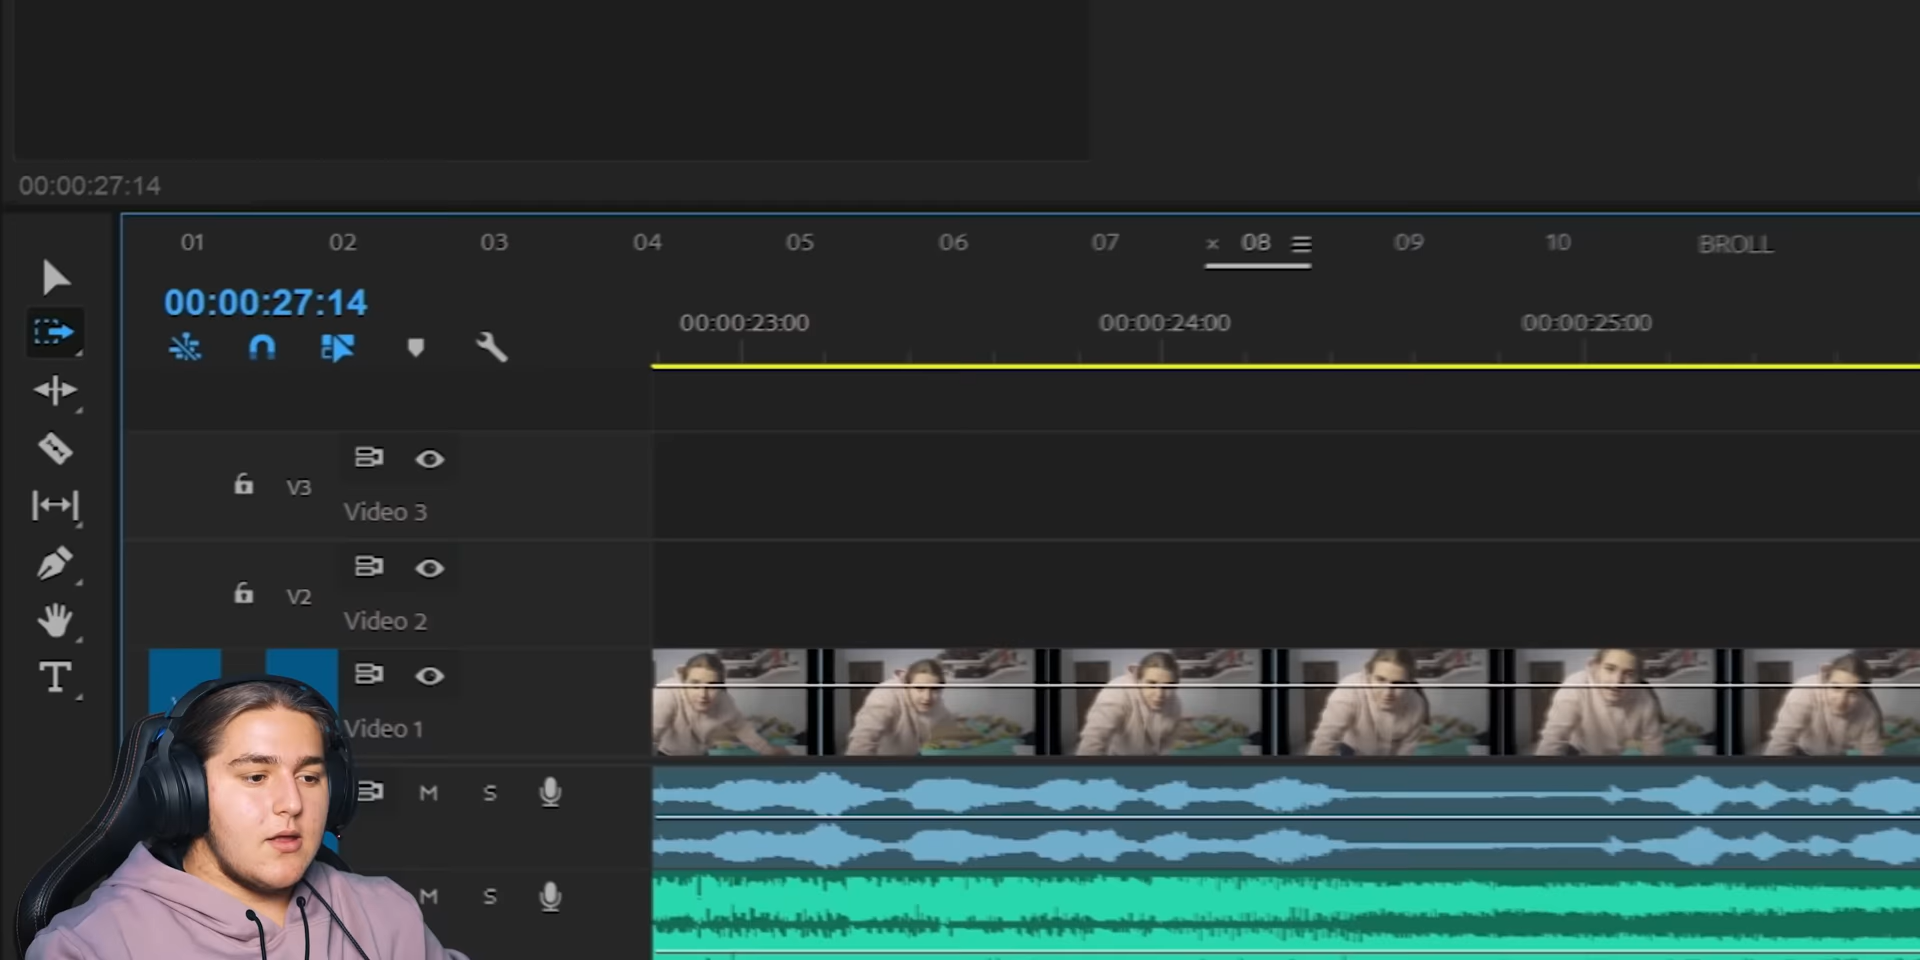 00:00:27:14
01 02 03 04 05 06 07 × 08 ☰ 09 10 BROLL
00:00:27:14
00:00:23:00 00:00:24:00 00:00:25:00
V3
Video 3
V2
Video 2
Video 1
M S
M S